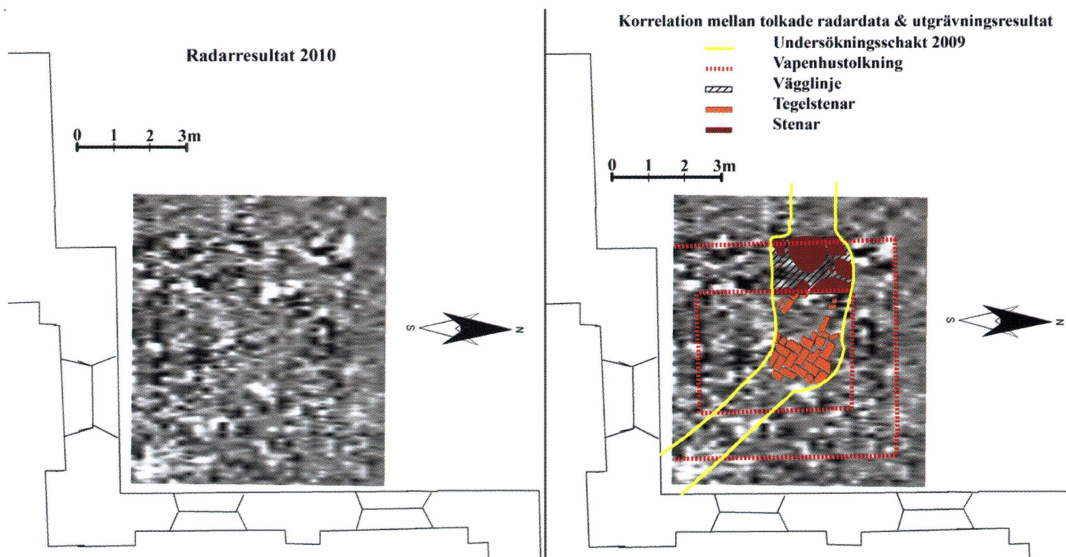 Radarresultat 2010
0 1 2 3m
S N
Korrelation mellan tolkade radardata & utgrävningsresultat
Undersökningsschakt 2009
Vapenhustolkning
Vägglinje
Tegelstenar
Stenar
0 1 2 3m
S N